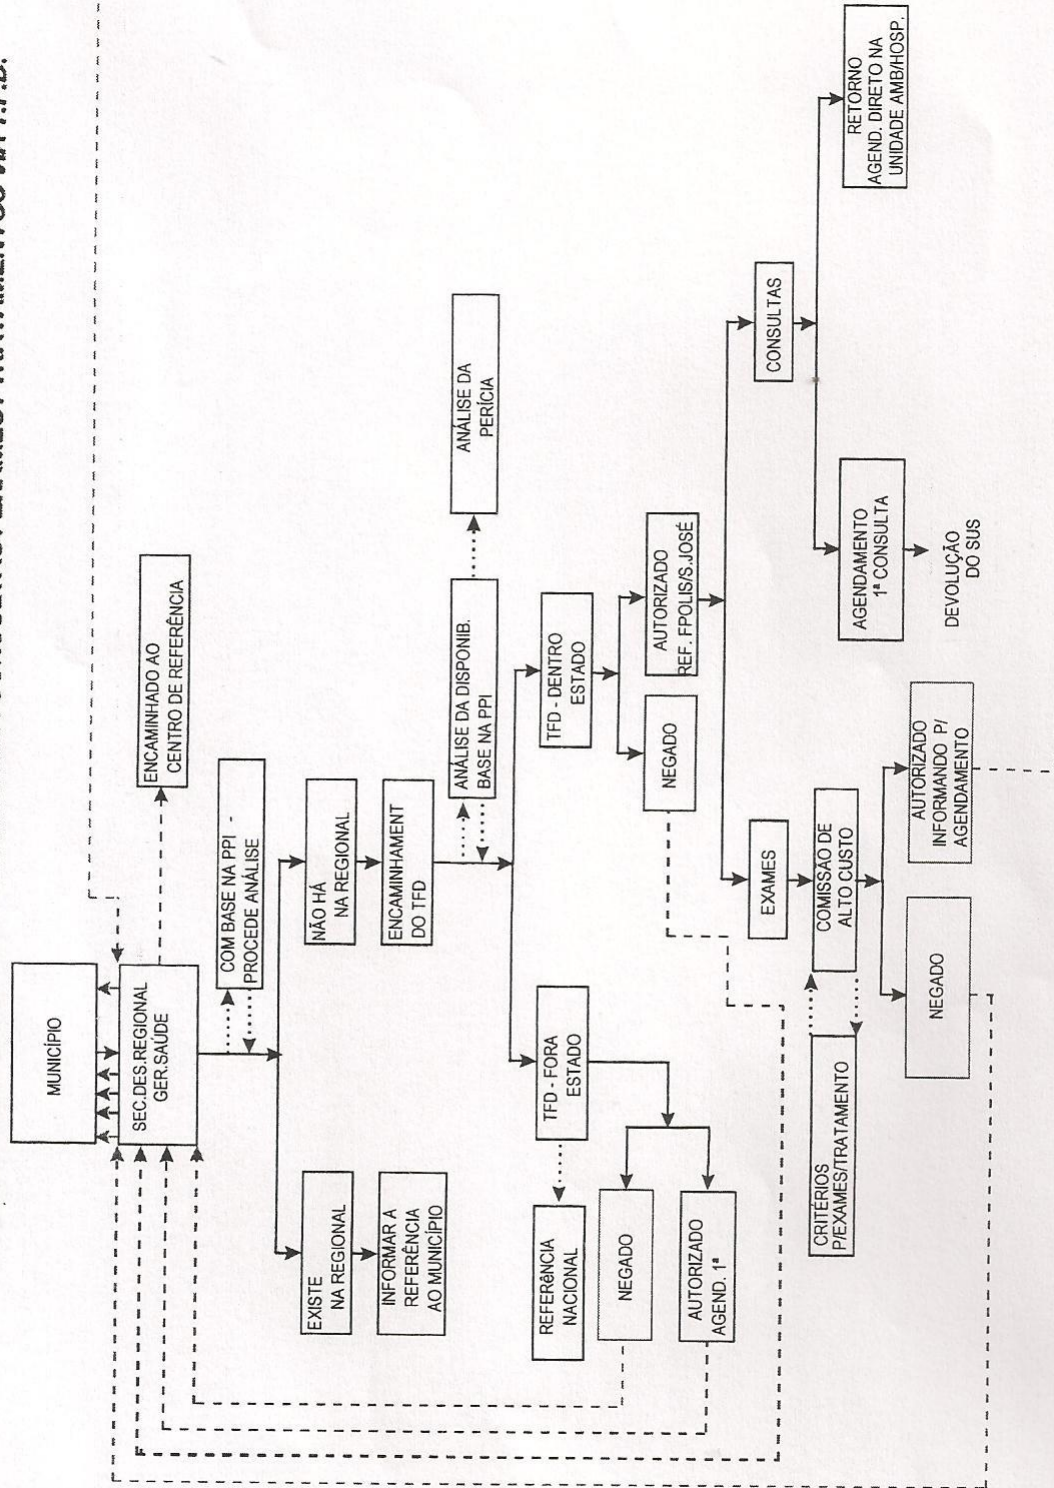 MUNICÍPIO
SEC.DES.REGIONAL
GER.SAÚDE
ENCAMINHADO AO
CENTRO DE REFERÊNCIA
COM BASE NA PPI -
PROCEDE ANÁLISE
EXISTE
NA REGIONAL
INFORMAR A
REFERÊNCIA
AO MUNICÍPIO
NÃO HÁ
NA REGIONAL
ENCAMINHAMENT
DO TFD
ANÁLISE DA DISPONIB.
BASE NA PPI
ANÁLISE DA
PERÍCIA
TFD - FORA
ESTADO
REFERêNCIA
NACIONAL
NEGADO
AUTORIZADO
AGEND. 1ª
TFD - DENTRO
ESTADO
NEGADO
AUTORIZADO
REF. FPOLIS/S.JOSÉ
EXAMES
CONSULTAS
CRITÉRIOS
P/EXAMES/TRATAMENTO
COMISSÃO DE
ALTO CUSTO
NEGADO
AUTORIZADO
INFORMANDO P/
AGENDAMENTO
AGENDAMENTO
1ª CONSULTA
DEVOLUÇÃO
DO SUS
RETORNO
AGEND. DIRETO NA
UNIDADE AMB/HOSP.